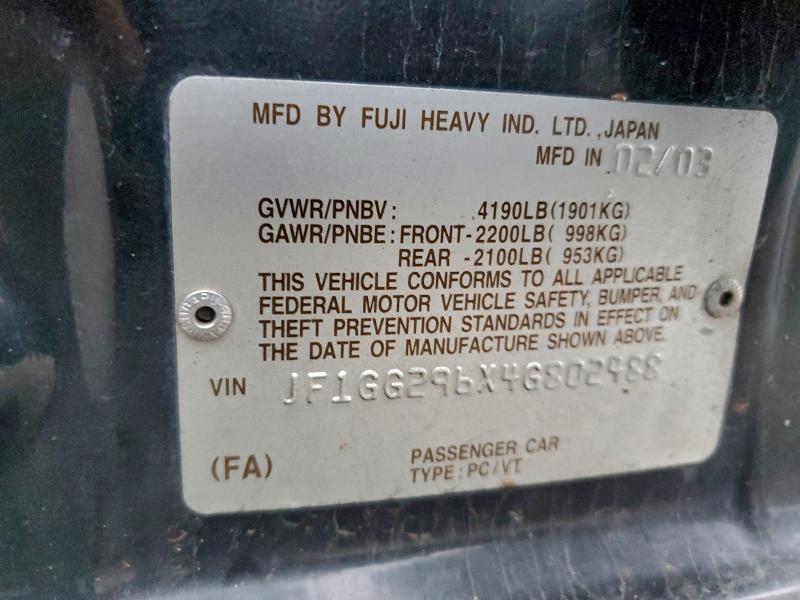 MFD BY FUJI HEAVY IND. LTD.,JAPAN
MFD IN 02/03
GVWR/PNBV: 4190LB(1901KG)
GAWR/PNBE: FRONT-2200LB( 998KG)
REAR -2100LB( 953KG)
THIS VEHICLE CONFORMS TO ALL APPLICABLE
FEDERAL MOTOR VEHICLE SAFETY, BUMPER, AND
THEFT PREVENTION STANDARDS IN EFFECT ON
THE DATE OF MANUFACTURE SHOWN ABOVE.
VIN JF1GG296X4G802488
(FA) PASSENGER CAR
TYPE: PC/VT